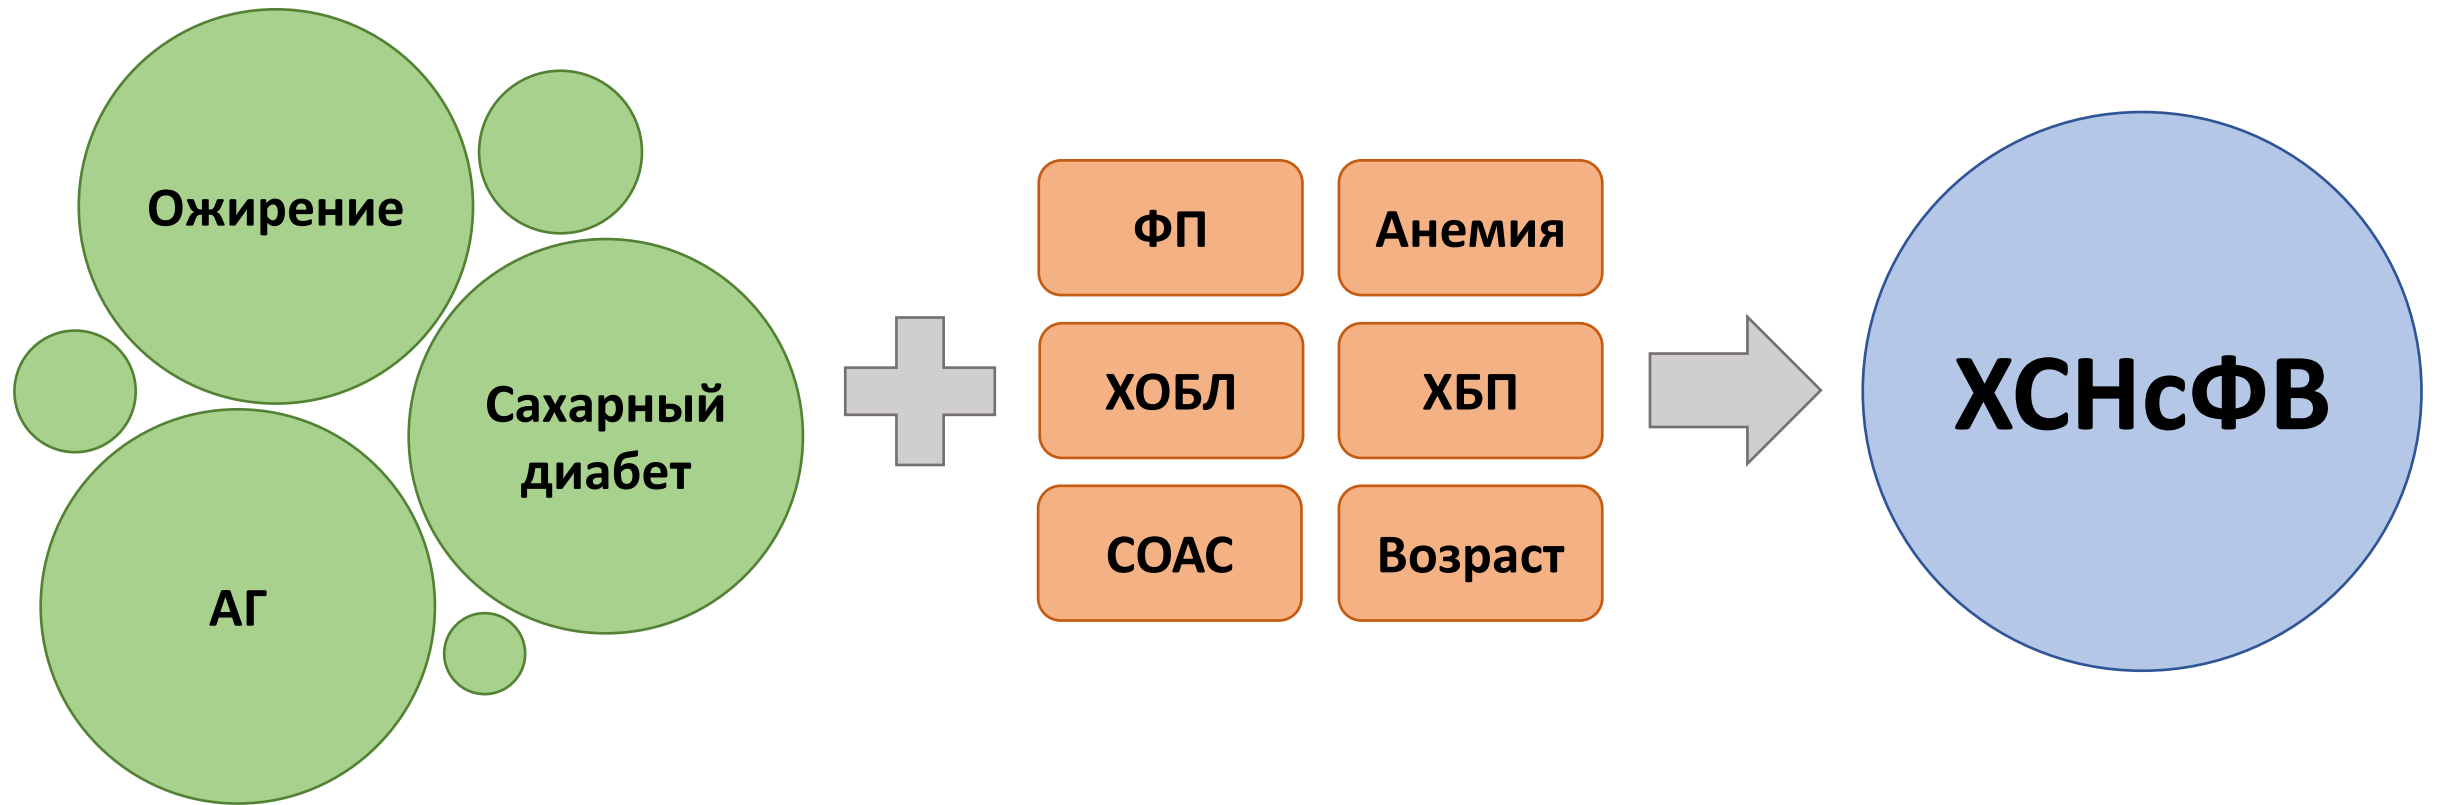 Ожирение
Сахарный
диабет
АГ
ФП
Анемия
ХОБЛ
ХБП
СОАС
Возраст
ХСНсФВ